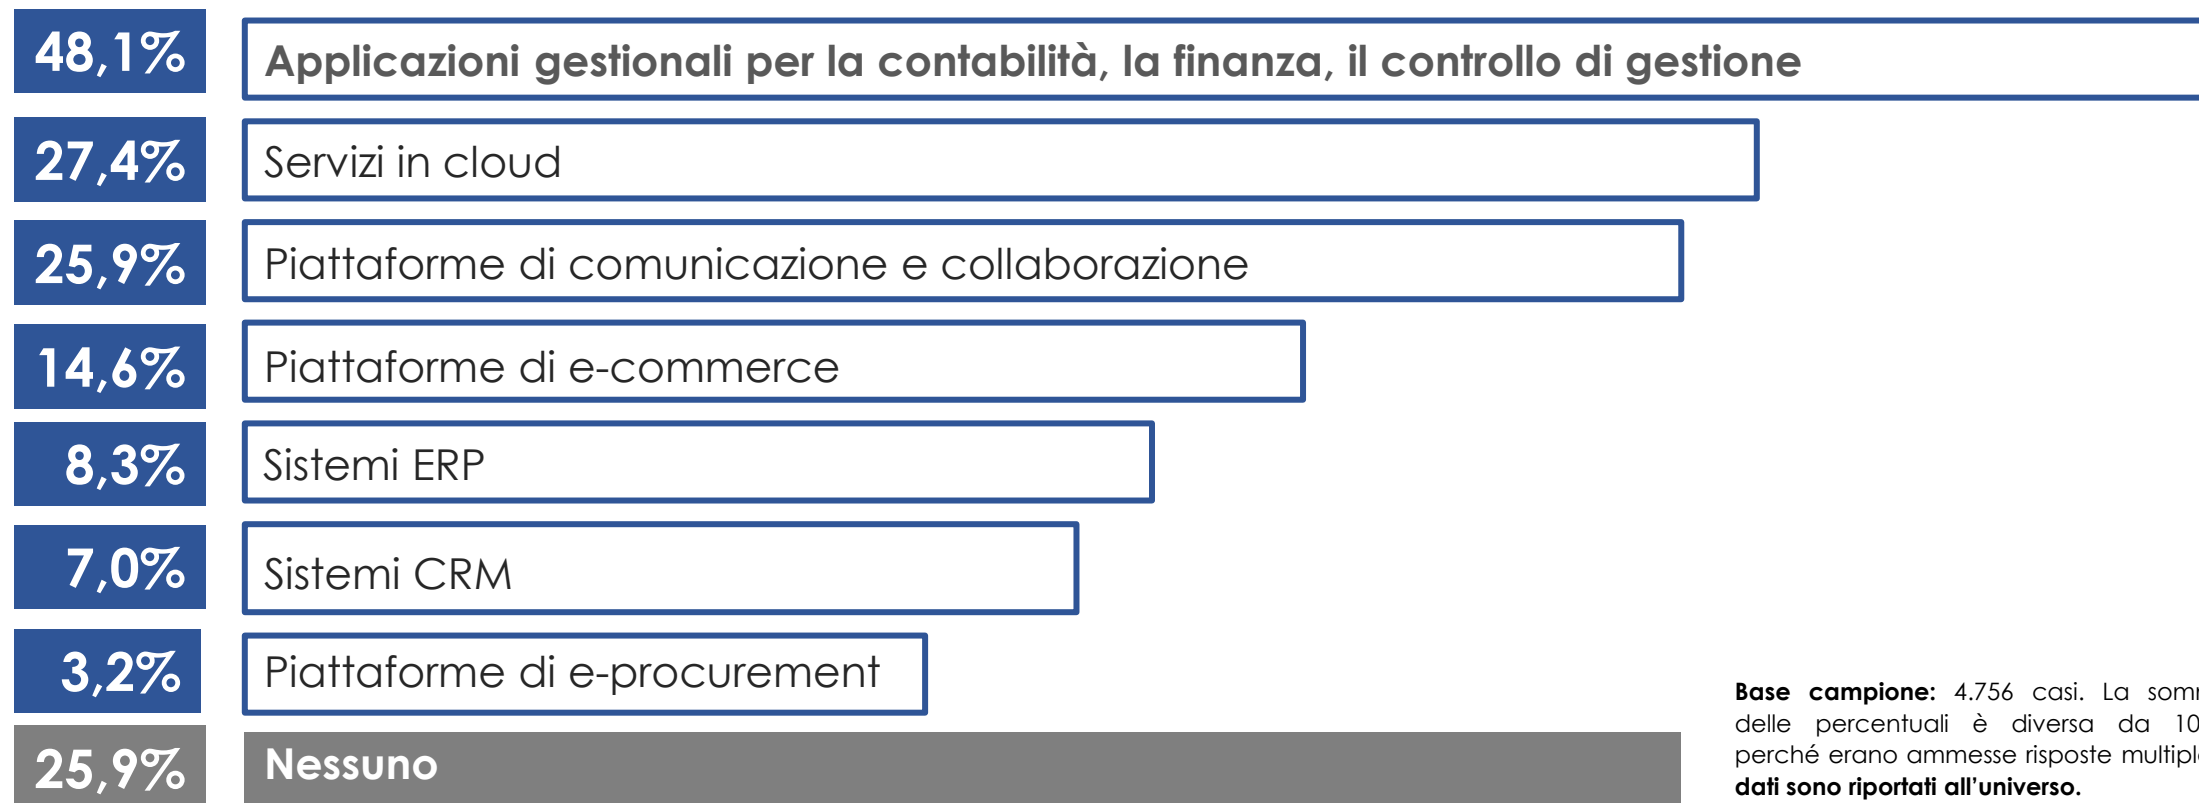 48,1% Applicazioni gestionali per la contabilità, la finanza, il controllo di gestione
27,4% Servizi in cloud
25,9% Piattaforme di comunicazione e collaborazione
14,6% Piattaforme di e-commerce
8,3% Sistemi ERP
7,0% Sistemi CRM
3,2% Piattaforme di e-procurement
25,9% Nessuno
Base campione: 4.756 casi. La
delle percentuali è diversa da
perché erano ammesse risposte
dati sono riportati all'universo.